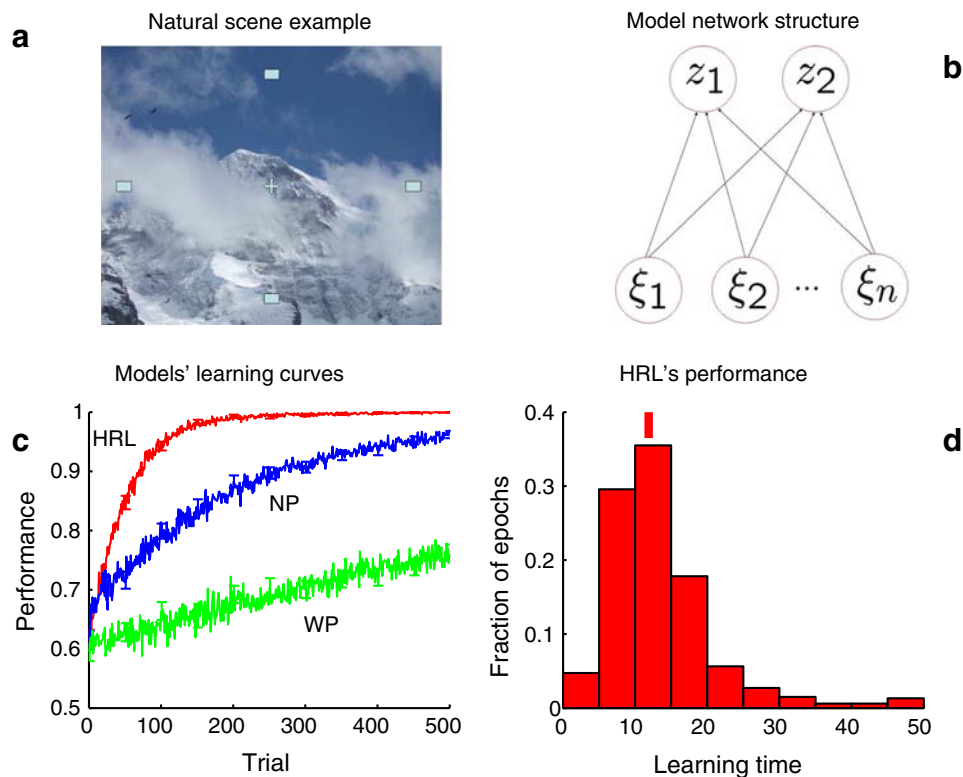 Natural scene example
a
Model network structure
b
z1 z2
ξ1 ξ2 ... ξn
Models' learning curves
c
HRL
NP
WP
Performance
1
0.9
0.8
0.7
0.6
0.5
0 100 200 300 400 500
Trial
HRL's performance
d
Fraction of epochs
0.4
0.3
0.2
0.1
0
0 10 20 30 40 50
Learning time